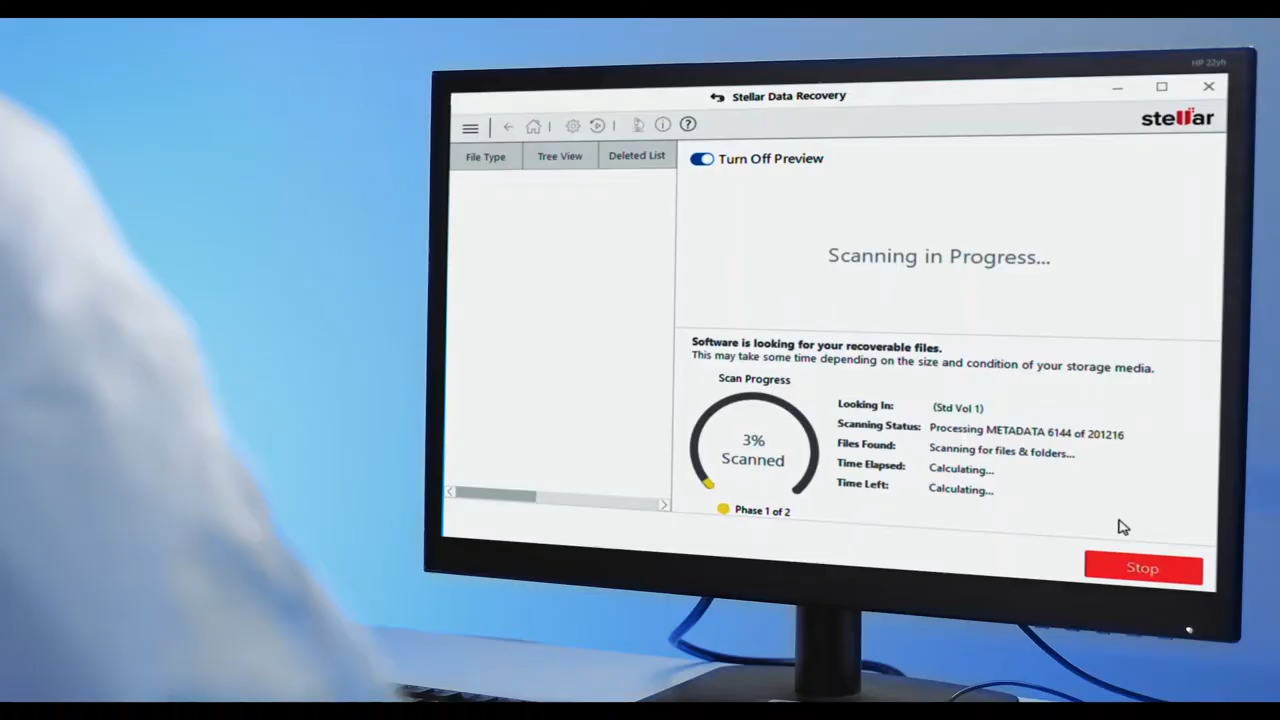 HP 22yh
Stellar Data Recovery
stellar
File Type
Tree View
Deleted List
Turn Off Preview
Scanning in Progress...
Software is looking for your recoverable files.
This may take some time depending on the size and condition of your storage media.
Scan Progress
3%
Scanned
Phase 1 of 2
Looking In: (Std Vol 1)
Scanning Status: Processing METADATA 6144 of 201216
Files Found: Scanning for files & folders...
Time Elapsed: Calculating...
Time Left: Calculating...
Stop